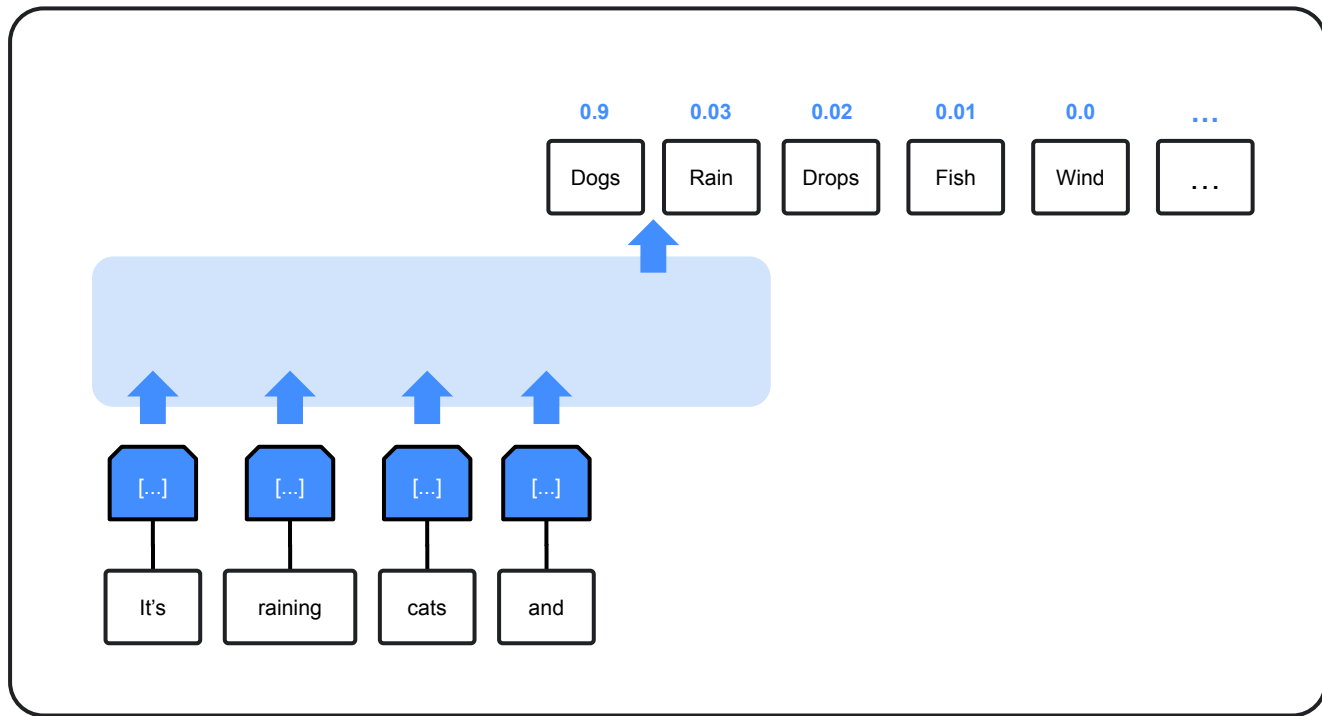 0.9 0.03 0.02 0.01 0.0 ...
Dogs Rain Drops Fish Wind ...
[...] [...] [...] [...]
It’s raining cats and